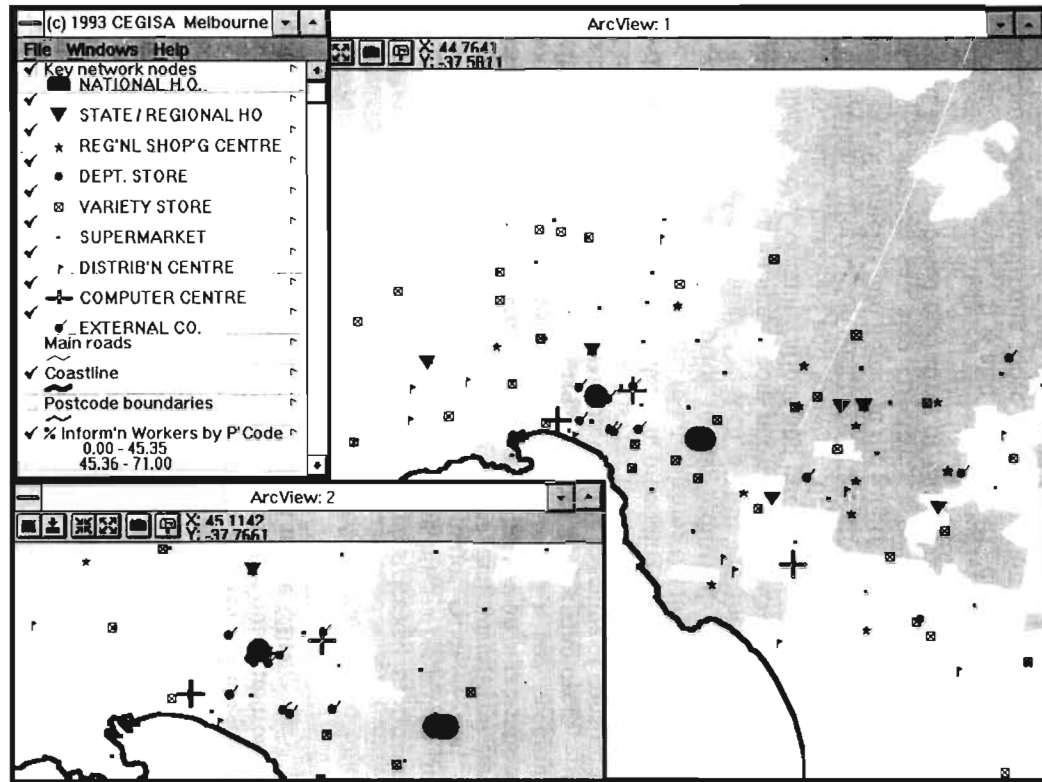 (c) 1993 CEGISA Melbourne
File Windows Help
Key network nodes
NATIONAL H.O.
STATE / REGIONAL HO
REG'NL SHOP'G CENTRE
DEPT. STORE
VARIETY STORE
SUPERMARKET
DISTRIB'N CENTRE
COMPUTER CENTRE
EXTERNAL CO.
Main roads
Coastline
Postcode boundaries
% Inform'n Workers by P'Code
0.00 - 45.35
45.36 - 71.00
ArcView: 1
X: 44.7641
Y: -37.5811
ArcView: 2
X: 45.1142
Y: -37.7661